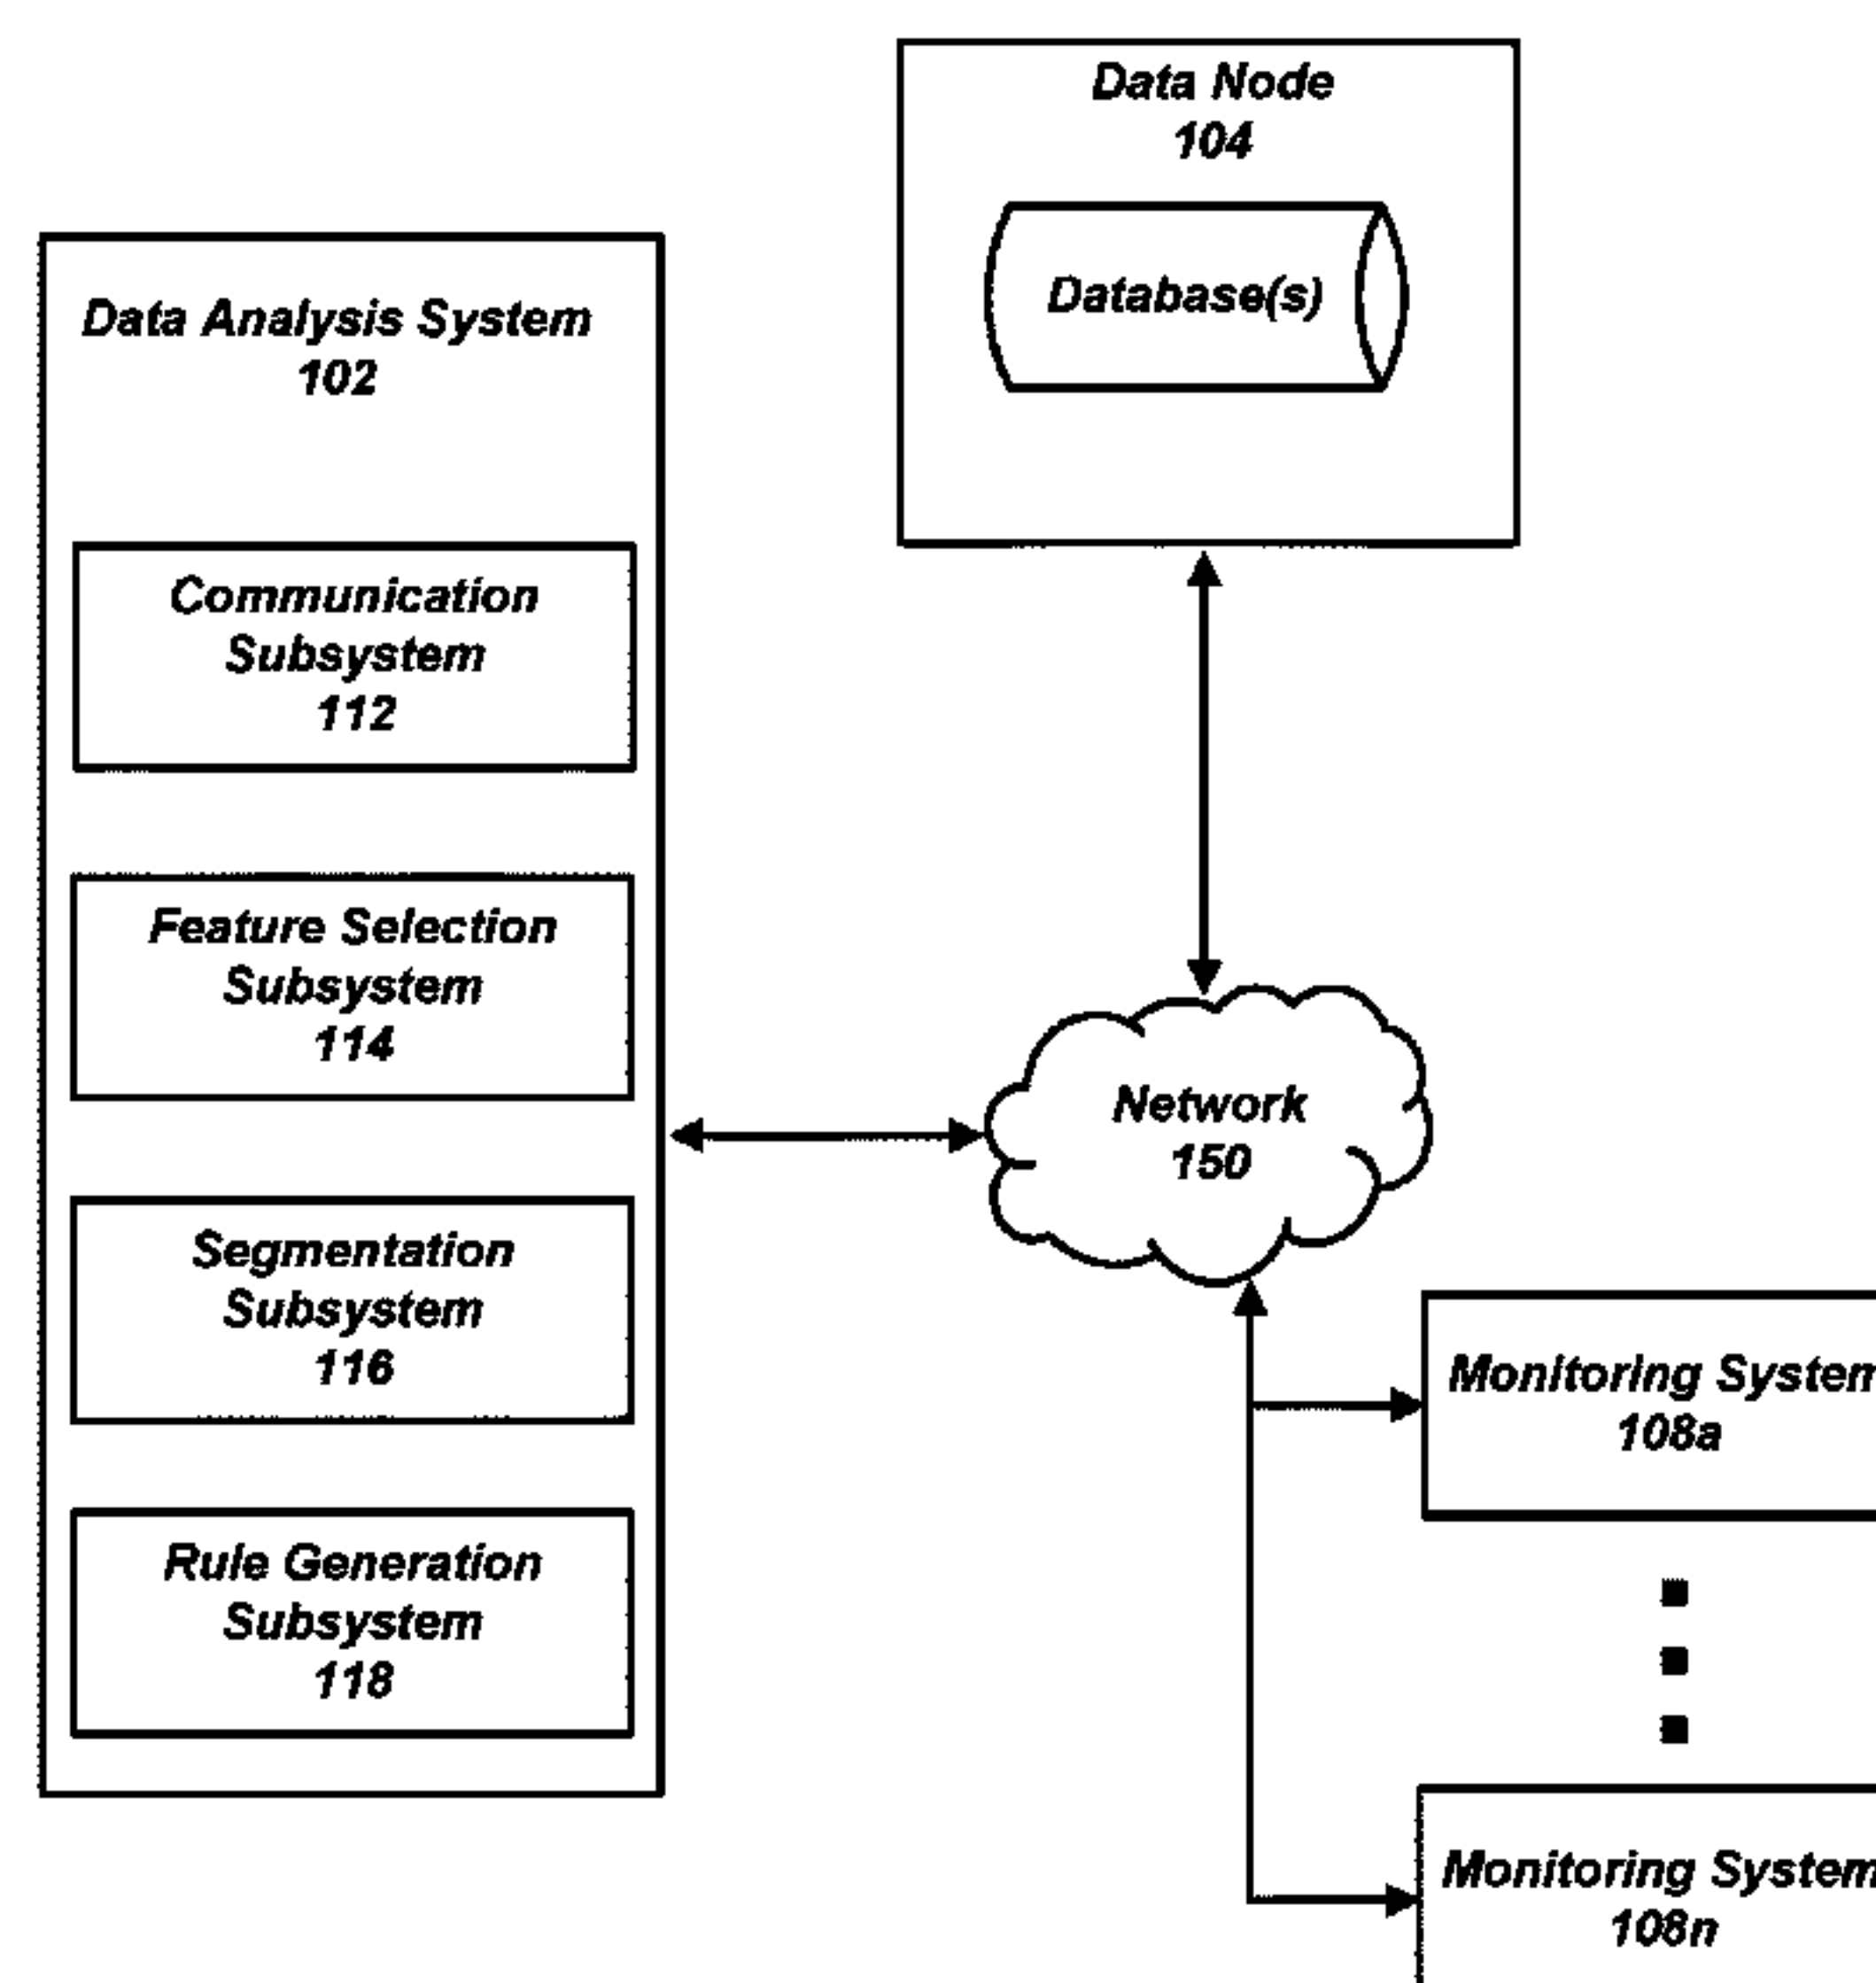 Data Node
104
Database(s)
Data Analysis System
102
Communication
Subsystem
112
Feature Selection
Subsystem
114
Segmentation
Subsystem
116
Rule Generation
Subsystem
118
Network
150
Monitoring System
108a
Monitoring System
108n